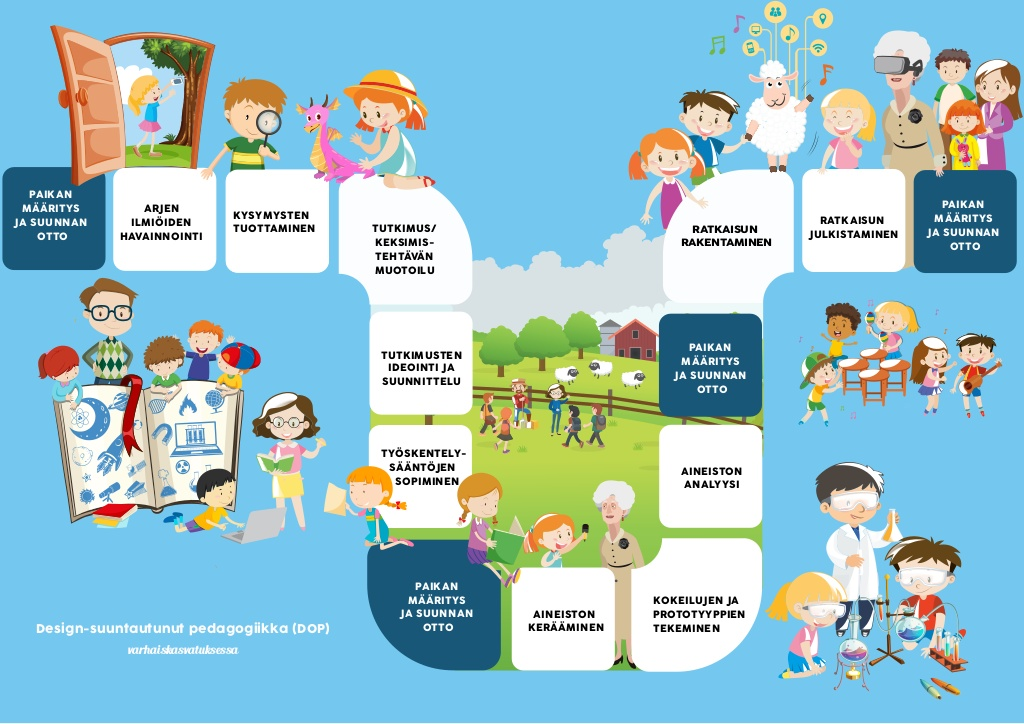 PAIKAN
MÄÄRITYS
JA SUUNNAN
OTTO
ARJEN
ILMIÖIDEN
HAVAINNOINTI
KYSYMYSTEN
TUOTTAMINEN
TUTKIMUS/
KEKSIMIS-
TEHTÄVÄN
MUOTOILU
TUTKIMUSTEN
IDEOINTI JA
SUUNNITTELU
TYÖSKENTELY-
SÄÄNTÖJEN
SOPIMINEN
PAIKAN
MÄÄRITYS
JA SUUNNAN
OTTO
AINEISTON
KERÄÄMINEN
KOKEILUJEN JA
PROTOTYYPPIEN
TEKEMINEN
AINEISTON
ANALYYSI
PAIKAN
MÄÄRITYS
JA SUUNNAN
OTTO
RATKAISUN
RAKENTAMINEN
RATKAISUN
JULKISTAMINEN
PAIKAN
MÄÄRITYS
JA SUUNNAN
OTTO
Design-suuntautunut pedagogiikka (DOP)
varhaiskasvatuksessa